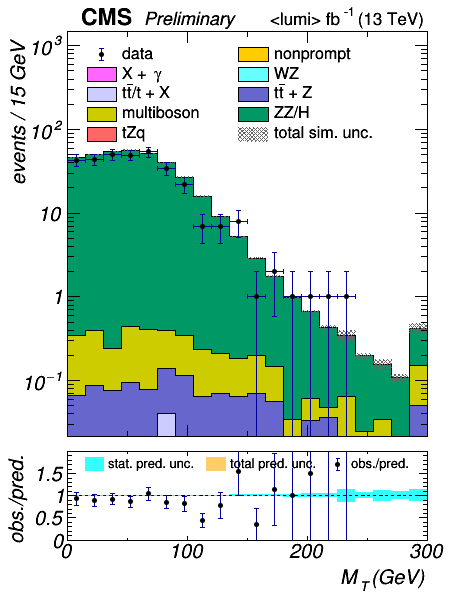 CMS Preliminary <lumi> fb⁻¹ (13 TeV)
events / 15 GeV
10³
10²
10
1
10⁻¹
data
X + γ
tt̄/t + X
multiboson
tZq
nonprompt
WZ
tt̄ + Z
ZZ/H
total sim. unc.
obs./pred.
1.5
1
0.5
0
stat. pred. unc. total pred. unc. obs./pred.
0 100 200 300
M_T(GeV)